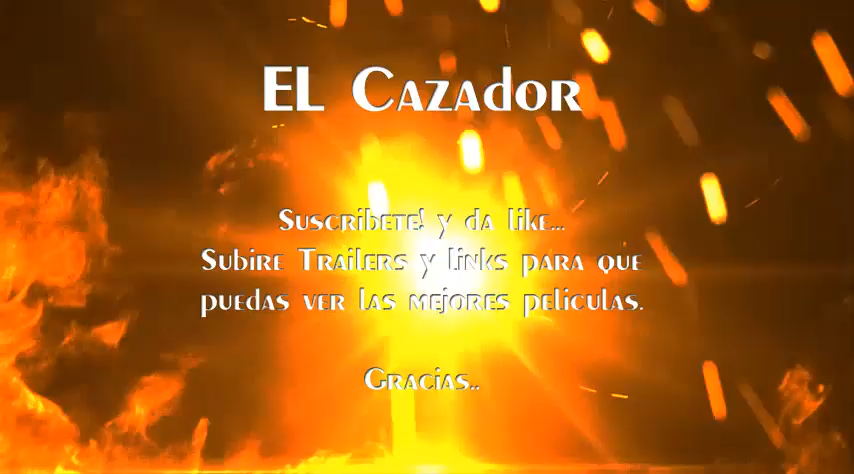 EL Cazador
Suscribete! y da like...
Subire Trailers y links para que
puedas ver las mejores peliculas.
Gracias..